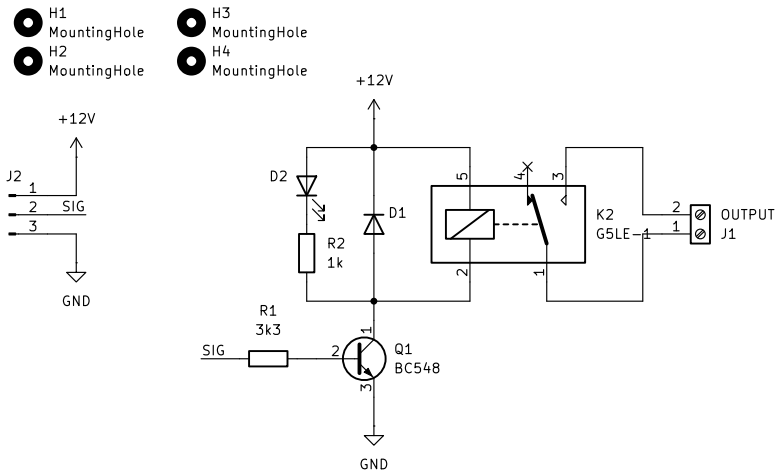 H1
MountingHole
H2
MountingHole
H3
MountingHole
H4
MountingHole
+12V
J2
1
2
SIG
3
GND
+12V
D2
D1
R2
1k
5
4
3
2
1
K2
G5LE-1
2
OUTPUT
1
J1
R1
3k3
SIG
2
1
3
Q1
BC548
GND